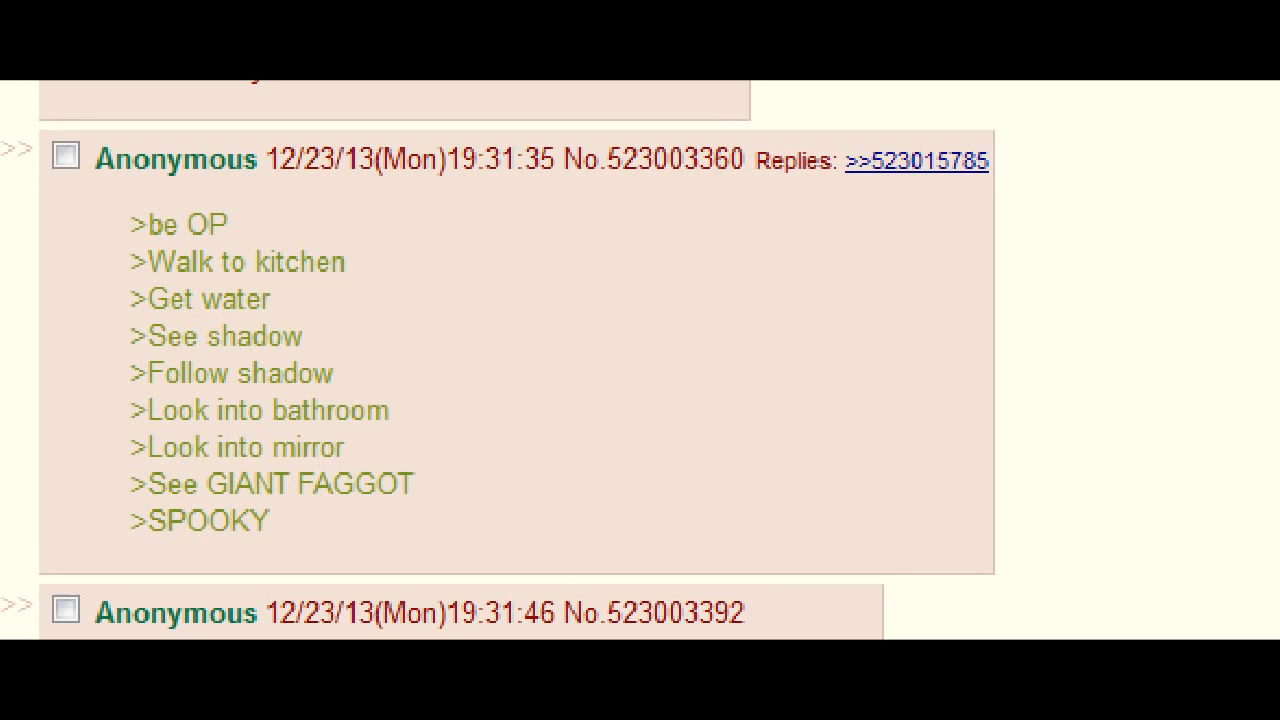 >> Anonymous 12/23/13(Mon)19:31:35 No.523003360 Replies: >>523015785
>be OP
>Walk to kitchen
>Get water
>See shadow
>Follow shadow
>Look into bathroom
>Look into mirror
>See GIANT FAGGOT
>SPOOKY
>> Anonymous 12/23/13(Mon)19:31:46 No.523003392